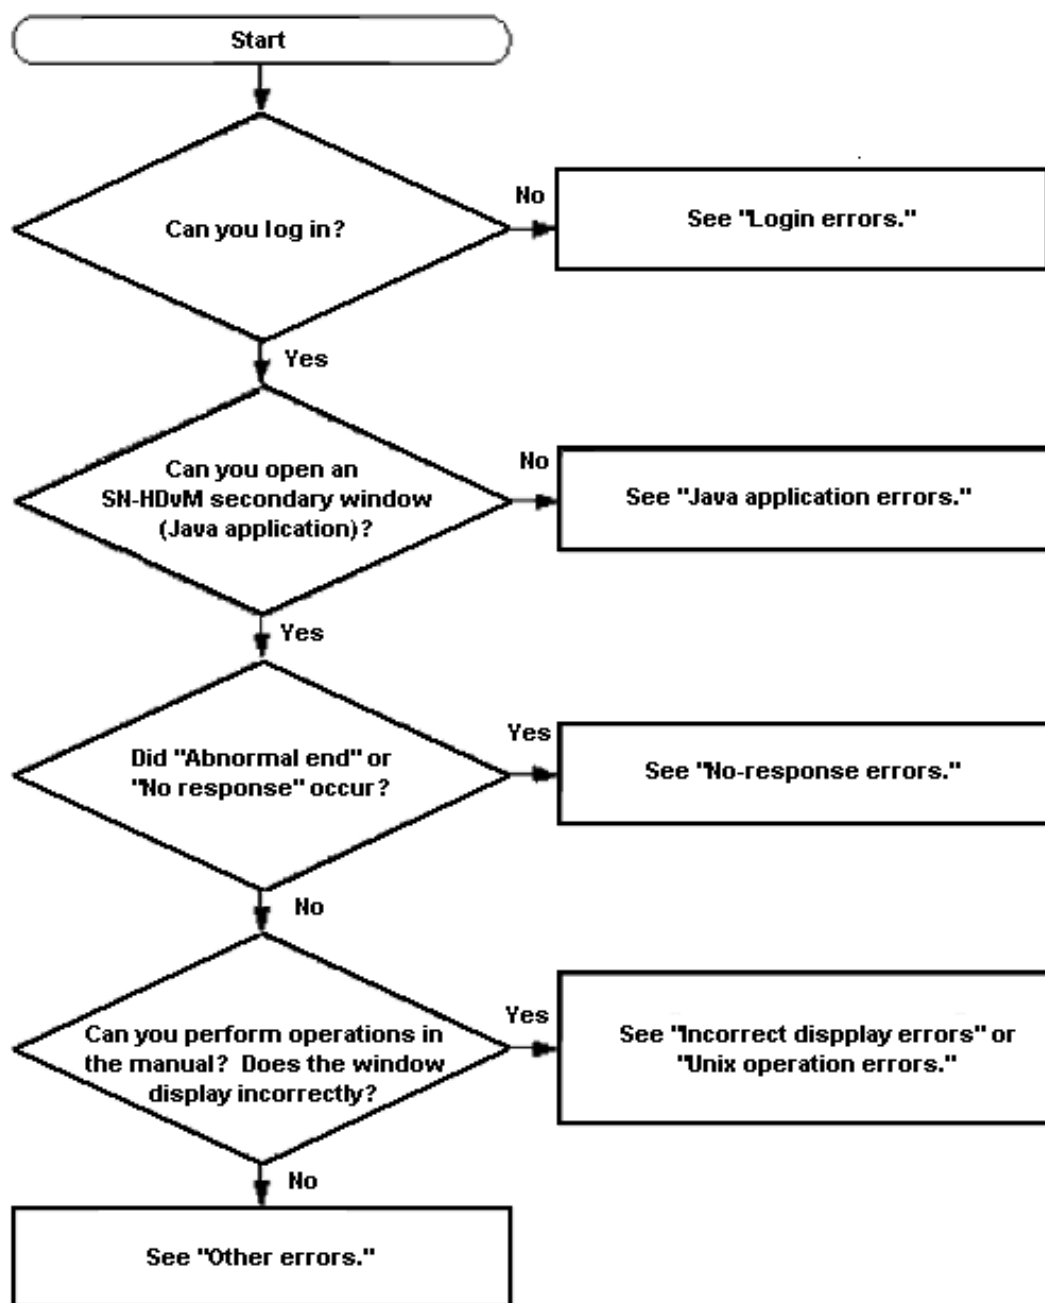 Start
Can you log in?
No
See "Login errors."
Yes
Can you open an
SN-HDvM secondary window
(Java application)?
No
See "Java application errors."
Yes
Did "Abnormal end" or
"No response" occur?
Yes
See "No-response errors."
No
Can you perform operations in
the manual? Does the window
display incorrectly?
Yes
See "Incorrect dispplay errors" or
"Unix operation errors."
No
See "Other errors."